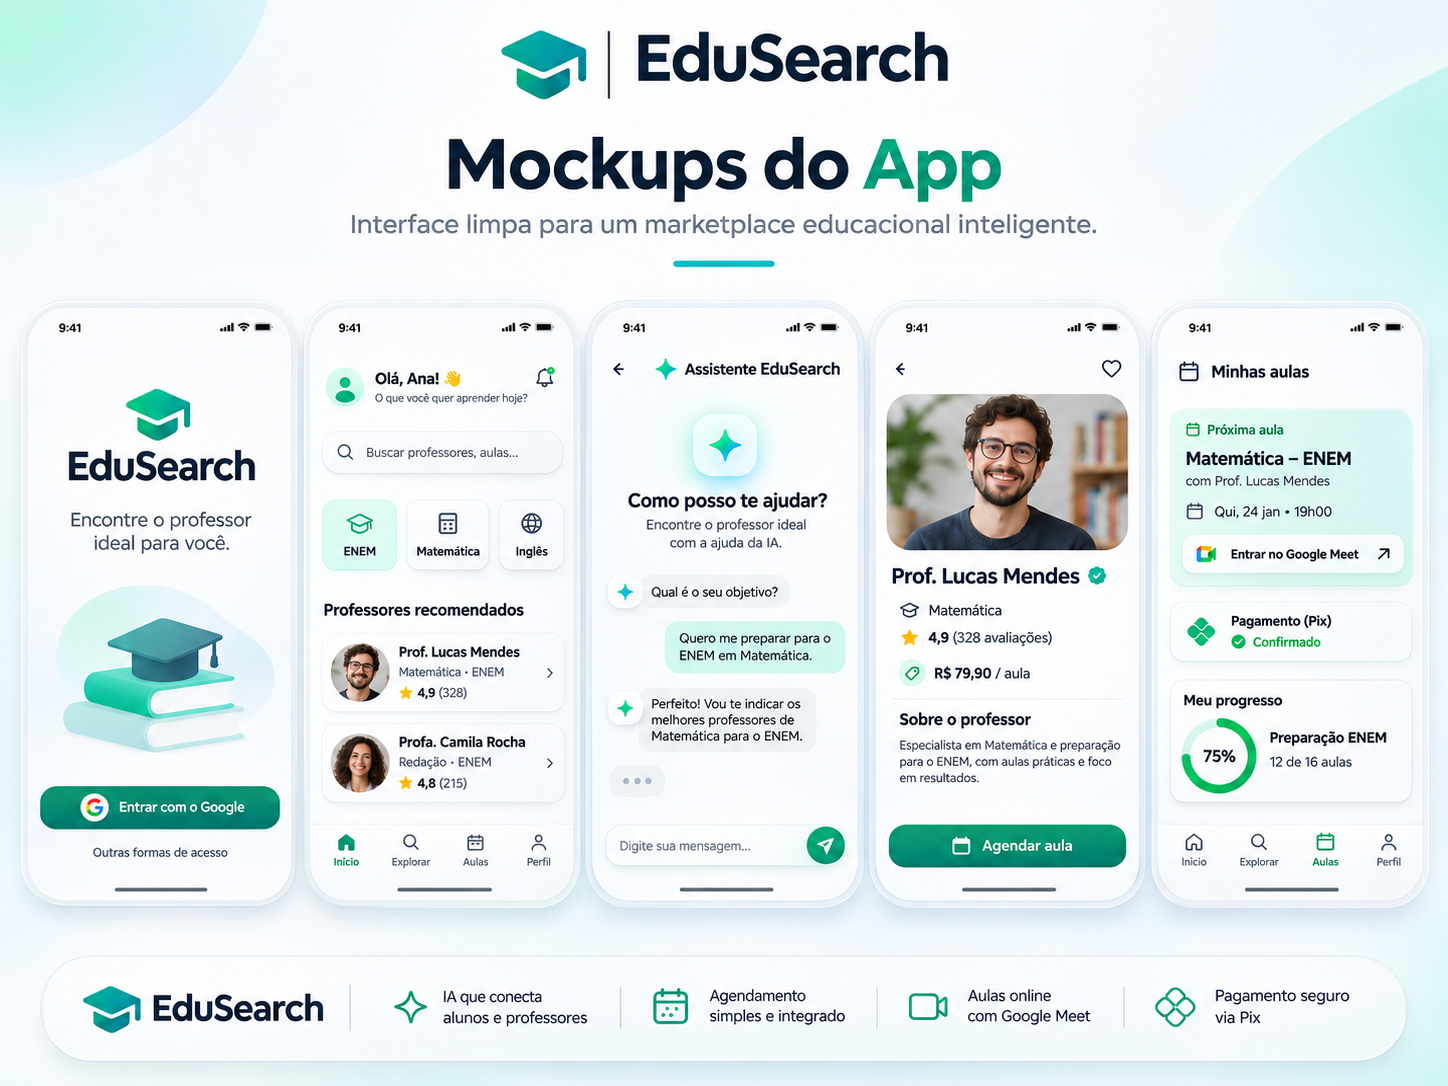 EduSearch
Mockups do App
Interface limpa para um marketplace educacional inteligente.
9:41
EduSearch
Encontre o professor
ideal para você.
G Entrar com o Google
Outras formas de acesso
9:41
Olá, Ana! 👋
O que você quer aprender hoje?
Buscar professores, aulas...
ENEM
Matemática
Inglês
Professores recomendados
Prof. Lucas Mendes
Matemática • ENEM
4,9 (328)
Profa. Camila Rocha
Redação • ENEM
4,8 (215)
Início
Explorar
Aulas
Perfil
9:41
Assistente EduSearch
Como posso te ajudar?
Encontre o professor ideal
com a ajuda da IA.
Qual é o seu objetivo?
Quero me preparar para o
ENEM em Matemática.
Perfeito! Vou te indicar os
melhores professores de
Matemática para o ENEM.
Digite sua mensagem...
9:41
Prof. Lucas Mendes
Matemática
4,9 (328 avaliações)
R$ 79,90 / aula
Sobre o professor
Especialista em Matemática e preparação
para o ENEM, com aulas práticas e foco
em resultados.
Agendar aula
9:41
Minhas aulas
Próxima aula
Matemática – ENEM
com Prof. Lucas Mendes
Qui, 24 jan • 19h00
Entrar no Google Meet
Pagamento (Pix)
Confirmado
Meu progresso
75%
Preparação ENEM
12 de 16 aulas
Início
Explorar
Aulas
Perfil
EduSearch
IA que conecta
alunos e professores
Agendamento
simples e integrado
Aulas online
com Google Meet
Pagamento seguro
via Pix